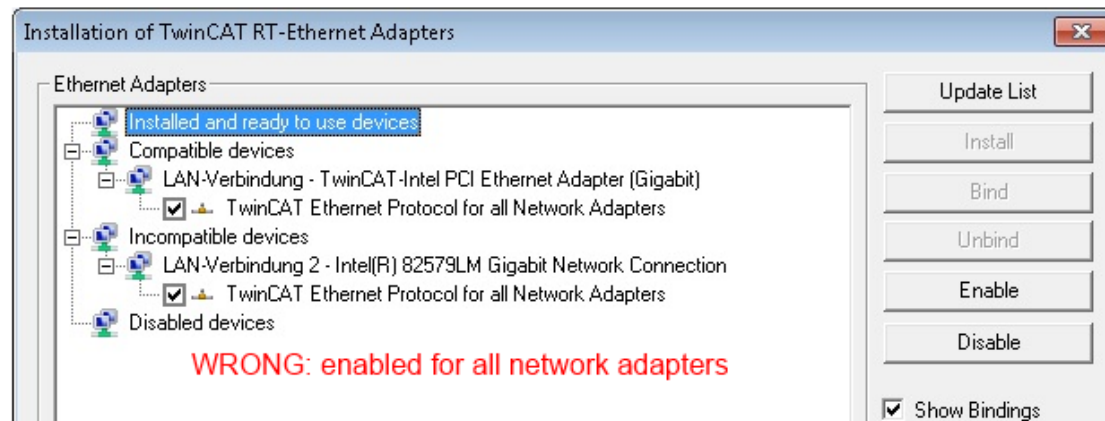 Installation of TwinCAT RT-Ethernet Adapters
Ethernet Adapters
Installed and ready to use devices
Compatible devices
LAN-Verbindung - TwinCAT-Intel PCI Ethernet Adapter (Gigabit)
TwinCAT Ethernet Protocol for all Network Adapters
Incompatible devices
LAN-Verbindung 2 - Intel(R) 82579LM Gigabit Network Connection
TwinCAT Ethernet Protocol for all Network Adapters
Disabled devices
WRONG: enabled for all network adapters
Update List
Install
Bind
Unbind
Enable
Disable
Show Bindings